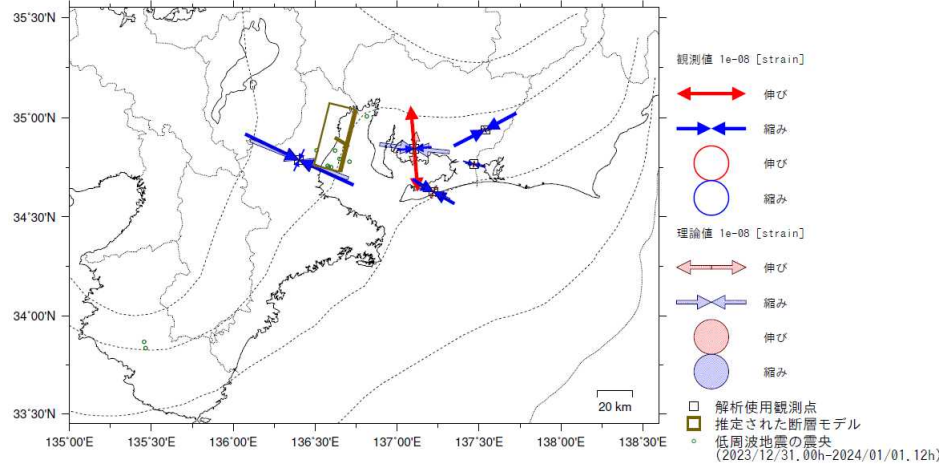 35°30'N
35°00'N
34°30'N
34°00'N
33°30'N
135°00'E
135°30'E
136°00'E
136°30'E
137°00'E
137°30'E
138°00'E
138°30'E
20 km
観測値 1e-08 [strain]
伸び
縮み
伸び
縮み
理論値 1e-08 [strain]
伸び
縮み
伸び
縮み
解析使用観測点
推定された断層モデル
低周波地震の震央
(2023/12/31.00h-2024/01/01.12h)